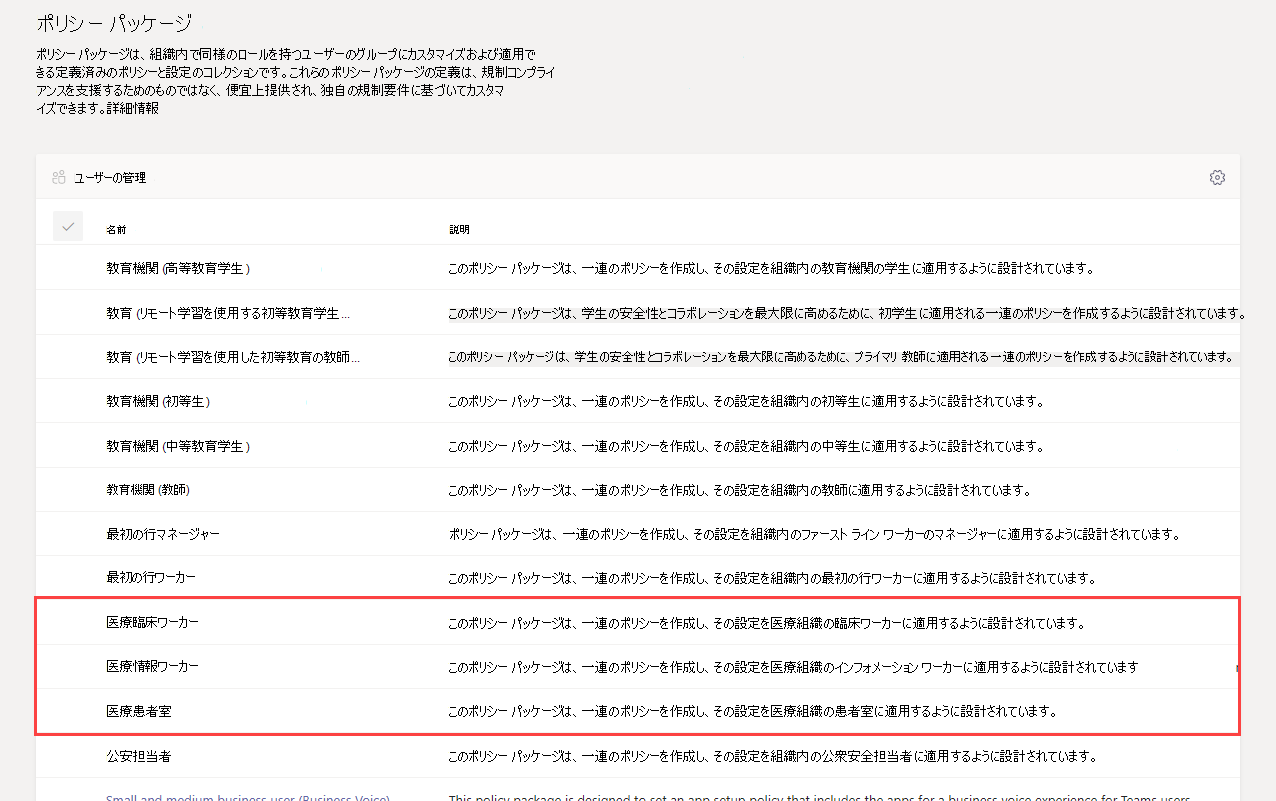 ポリシー パッケージ
ポリシー パッケージは、組織内で同様のロールを持つユーザーのグループにカスタマイズおよび適用で
きる定義済みのポリシーと設定のコレクションです。これらのポリシー パッケージの定義は、規制コンプライ
アンスを支援するためのものではなく、便宜上提供され、独自の規制要件に基づいてカスタマ
イズできます。詳細情報
ユーザーの管理
名前 説明
教育機関 (高等教育学生) このポリシー パッケージは、一連のポリシーを作成し、その設定を組織内の教育機関の学生に適用するように設計されています。
教育 (リモート学習を使用する初等教育学生... このポリシー パッケージは、学生の安全性とコラボレーションを最大限に高めるために、初学生に適用される一連のポリシーを作成するように設計されています。
教育 (リモート学習を使用した初等教育の教師... このポリシー パッケージは、学生の安全性とコラボレーションを最大限に高めるために、プライマリ 教師に適用される一連のポリシーを作成するように設計されています。
教育機関 (初等生) このポリシー パッケージは、一連のポリシーを作成し、その設定を組織内の初等生に適用するように設計されています。
教育機関 (中等教育学生) このポリシー パッケージは、一連のポリシーを作成し、その設定を組織内の中等生に適用するように設計されています。
教育機関 (教師) このポリシー パッケージは、一連のポリシーを作成し、その設定を組織内の教師に適用するように設計されています。
最初の行マネージャー ポリシー パッケージは、一連のポリシーを作成し、その設定を組織内のファースト ライン ワーカーのマネージャーに適用するように設計されています。
最初の行ワーカー このポリシー パッケージは、一連のポリシーを作成し、その設定を組織内の最初の行ワーカーに適用するように設計されています。
医療臨床ワーカー このポリシー パッケージは、一連のポリシーを作成し、その設定を医療組織の臨床ワーカーに適用するように設計されています。
医療情報ワーカー このポリシー パッケージは、一連のポリシーを作成し、その設定を医療組織のインフォメーション ワーカーに適用するように設計されています
医療患者室 このポリシー パッケージは、一連のポリシーを作成し、その設定を医療組織の患者室に適用するように設計されています。
公安担当者 このポリシー パッケージは、一連のポリシーを作成し、その設定を組織内の公衆安全担当者に適用するように設計されています。
Small and medium business user (Business Voice) This policy package is designed to set an app setup policy that includes the apps for a business voice experience for Teams users